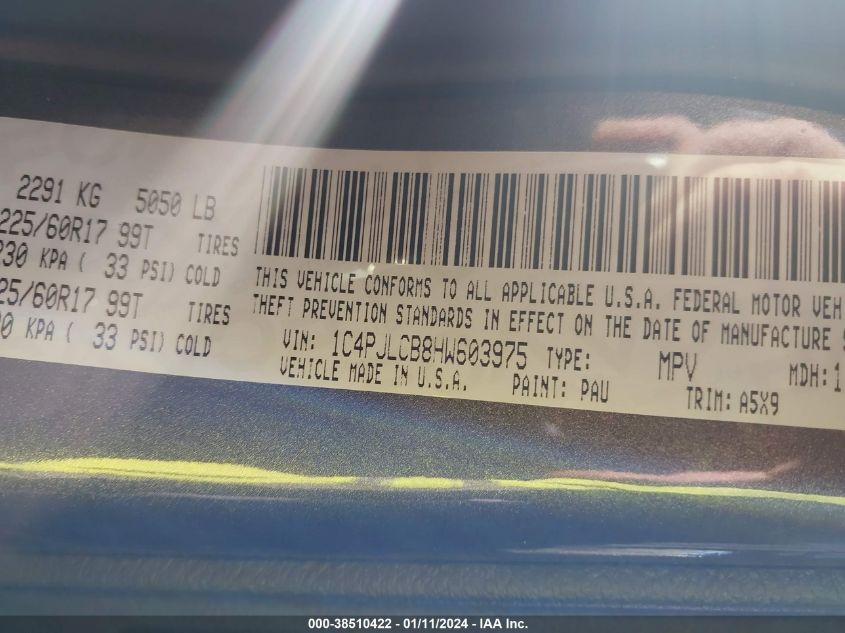 2291 KG 5050 LB
225/60R17 99T TIRES
230 KPA ( 33 PSI) COLD
25/60R17 99T TIRES
0 KPA ( 33 PSI) COLD
THIS VEHICLE CONFORMS TO ALL APPLICABLE U.S.A. FEDERAL MOTOR VEH
THEFT PREVENTION STANDARDS IN EFFECT ON THE DATE OF MANUFACTURE
VIN: 1C4PJLCB8HW603975 TYPE: MPV MDH: 1
VEHICLE MADE IN U.S.A. PAINT: PAU TRIM: A5X9
000-38510422 - 01/11/2024 - IAA Inc.